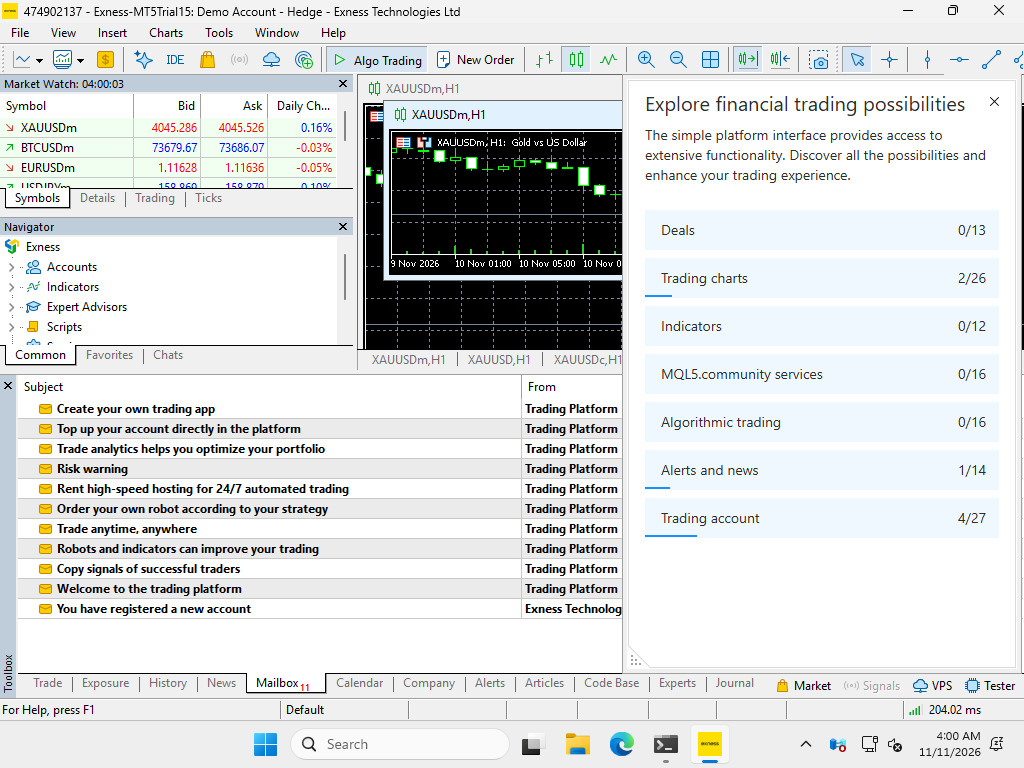 474902137 - Exness-MT5Trial15: Demo Account - Hedge - Exness Technologies Ltd
File View Insert Charts Tools Window Help
IDE Algo Trading New Order
Market Watch: 04:00:03
Symbol Bid Ask Daily Ch...
XAUUSDm 4045.286 4045.526 0.16%
BTCUSDm 73679.67 73686.07 -0.03%
EURUSDm 1.11628 1.11636 -0.05%
USDJPYm 158.869 158.879 0.10%
Symbols Details Trading Ticks
Navigator
Exness
Accounts
Indicators
Expert Advisors
Scripts
Common Favorites Chats
XAUUSDm,H1
XAUUSDm,H1
XAUUSDm, H1: Gold vs US Dollar
9 Nov 2026 10 Nov 01:00 10 Nov 05:00 10 Nov 0
XAUUSDm,H1 XAUUSD,H1 XAUUSDc,H1
Explore financial trading possibilities
The simple platform interface provides access to
extensive functionality. Discover all the possibilities and
enhance your trading experience.
Deals 0/13
Trading charts 2/26
Indicators 0/12
MQL5.community services 0/16
Algorithmic trading 0/16
Alerts and news 1/14
Trading account 4/27
Subject From
Create your own trading app Trading Platform
Top up your account directly in the platform Trading Platform
Trade analytics helps you optimize your portfolio Trading Platform
Risk warning Trading Platform
Rent high-speed hosting for 24/7 automated trading Trading Platform
Order your own robot according to your strategy Trading Platform
Trade anytime, anywhere Trading Platform
Robots and indicators can improve your trading Trading Platform
Copy signals of successful traders Trading Platform
Welcome to the trading platform Trading Platform
You have registered a new account Exness Technolog
Toolbox
Trade Exposure History News Mailbox 11 Calendar Company Alerts Articles Code Base Experts Journal Market Signals VPS Tester
For Help, press F1 Default 204.02 ms
Search
exness
4:00 AM
11/11/2026